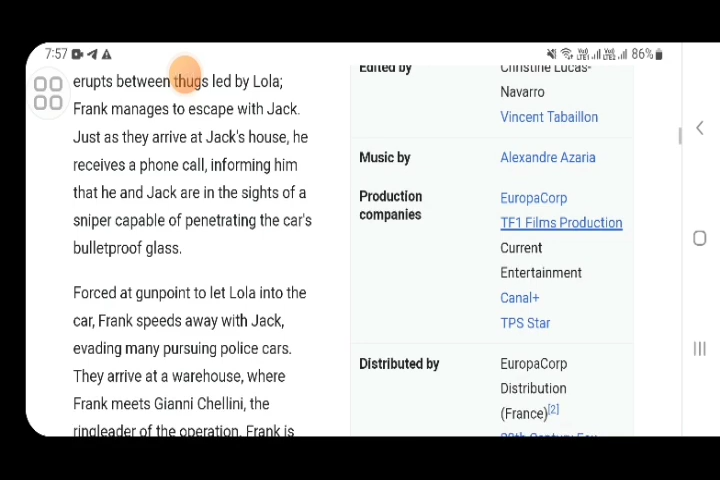 7:57
86%
erupts between thugs led by Lola;
Frank manages to escape with Jack.
Just as they arrive at Jack's house, he
receives a phone call, informing him
that he and Jack are in the sights of a
sniper capable of penetrating the car's
bulletproof glass.
Forced at gunpoint to let Lola into the
car, Frank speeds away with Jack,
evading many pursuing police cars.
They arrive at a warehouse, where
Frank meets Gianni Chellini, the
ringleader of the operation. Frank is
Edited by
Christine Lucas-
Navarro
Vincent Tabaillon
Music by
Alexandre Azaria
Production
companies
EuropaCorp
TF1 Films Production
Current
Entertainment
Canal+
TPS Star
Distributed by
EuropaCorp
Distribution
(France)[2]
20th Century Fox